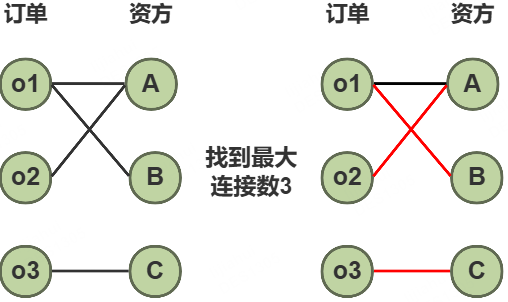 订单 资方 订单 资方
o1 A o1 A
找到最大
连接数3
o2 B o2 B
o3 C o3 C